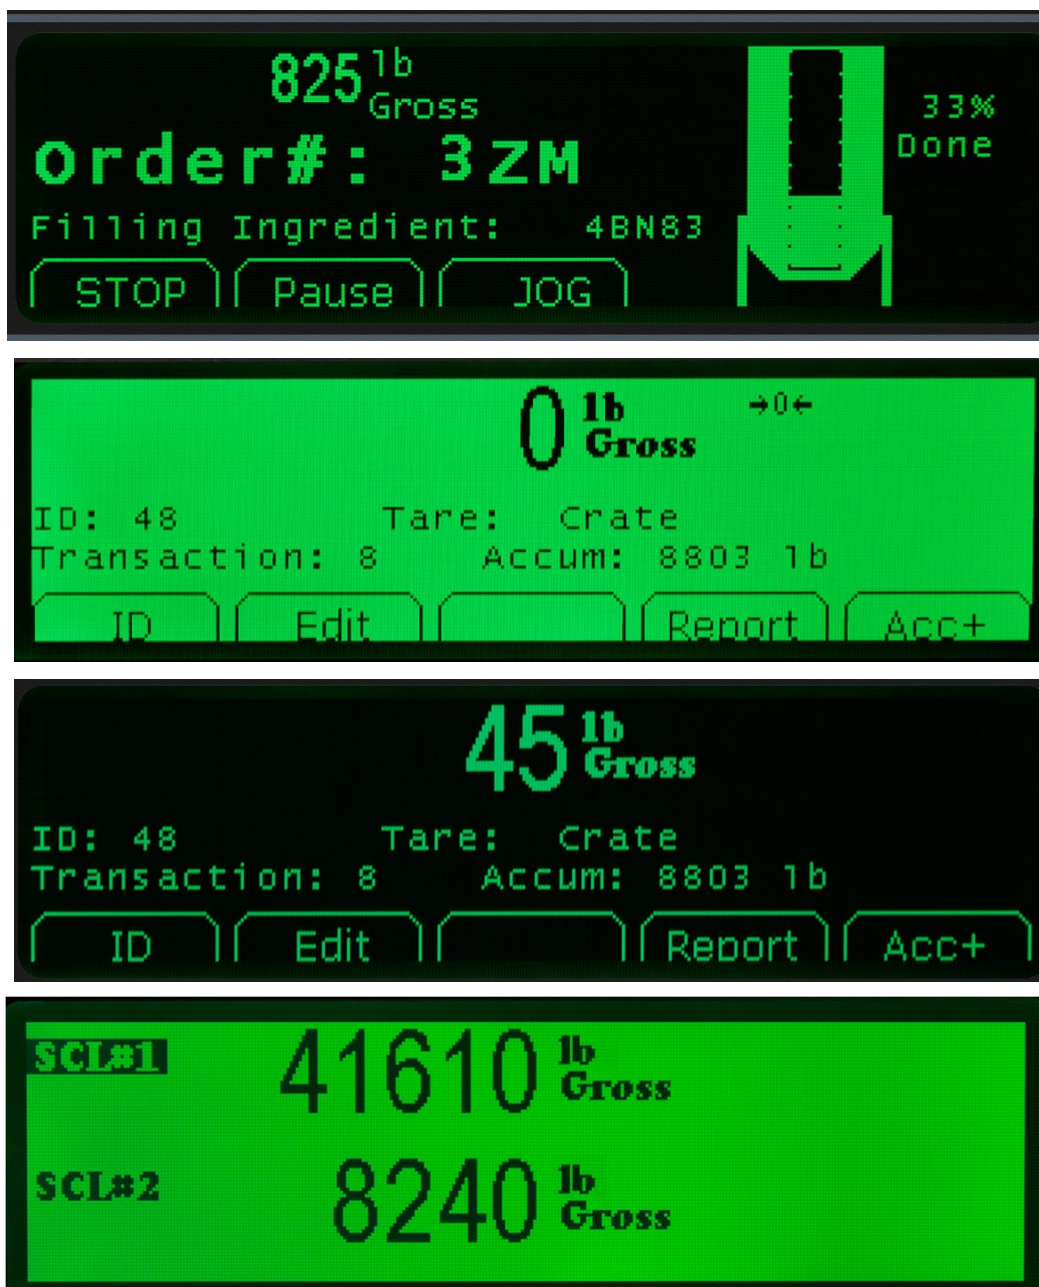 825 lb
Gross
33%
Done
Order#: 3ZM
Filling Ingredient: 4BN83
STOP Pause JOG
0 lb
Gross →0←
ID: 48 Tare: Crate
Transaction: 8 Accum: 8803 lb
ID Edit Report Acc+
45 lb
Gross
ID: 48 Tare: Crate
Transaction: 8 Accum: 8803 lb
ID Edit Report Acc+
SCL#1 41610 lb
Gross
SCL#2 8240 lb
Gross